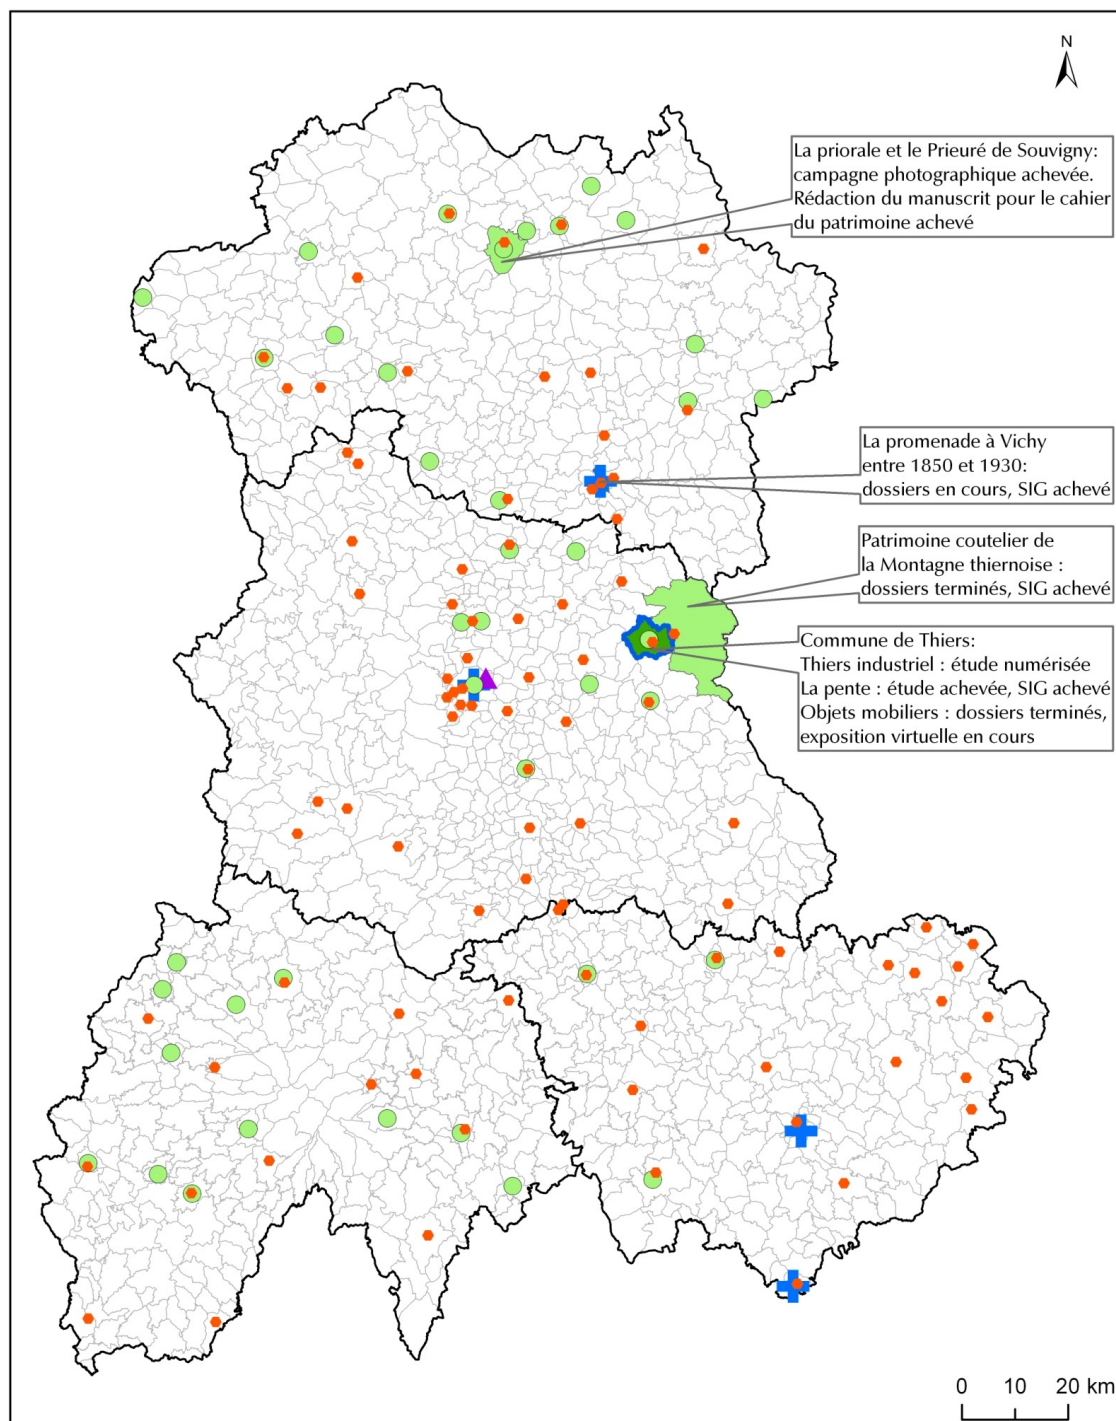 N
La priorale et le Prieuré de Souvigny:
campagne photographique achevée.
Rédaction du manuscrit pour le cahier
du patrimoine achevé
La promenade à Vichy
entre 1850 et 1930:
dossiers en cours, SIG achevé
Patrimoine coutelier de
la Montagne thiernoise :
dossiers terminés, SIG achevé
Commune de Thiers:
Thiers industriel : étude numérisée
La pente : étude achevée, SIG achevé
Objets mobiliers : dossiers terminés,
exposition virtuelle en cours
0 10 20 km